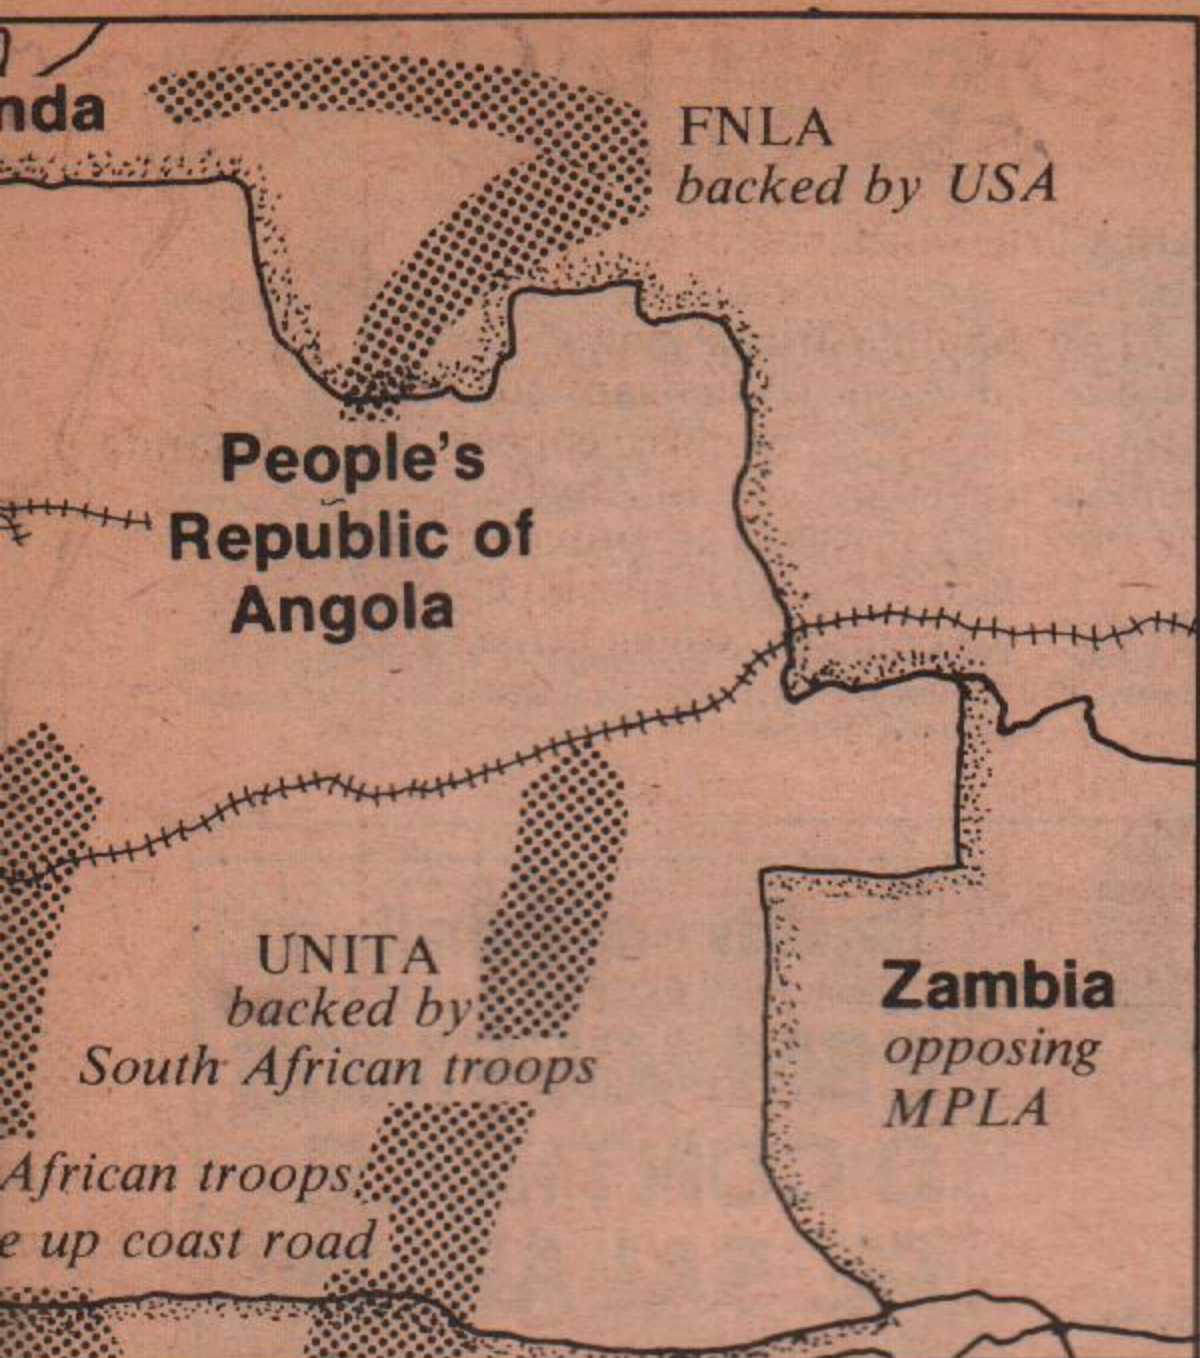 nda
FNLA
backed by USA
People's
Republic of
Angola
UNITA
backed by
South African troops
Zambia
opposing
MPLA
African troops
e up coast road